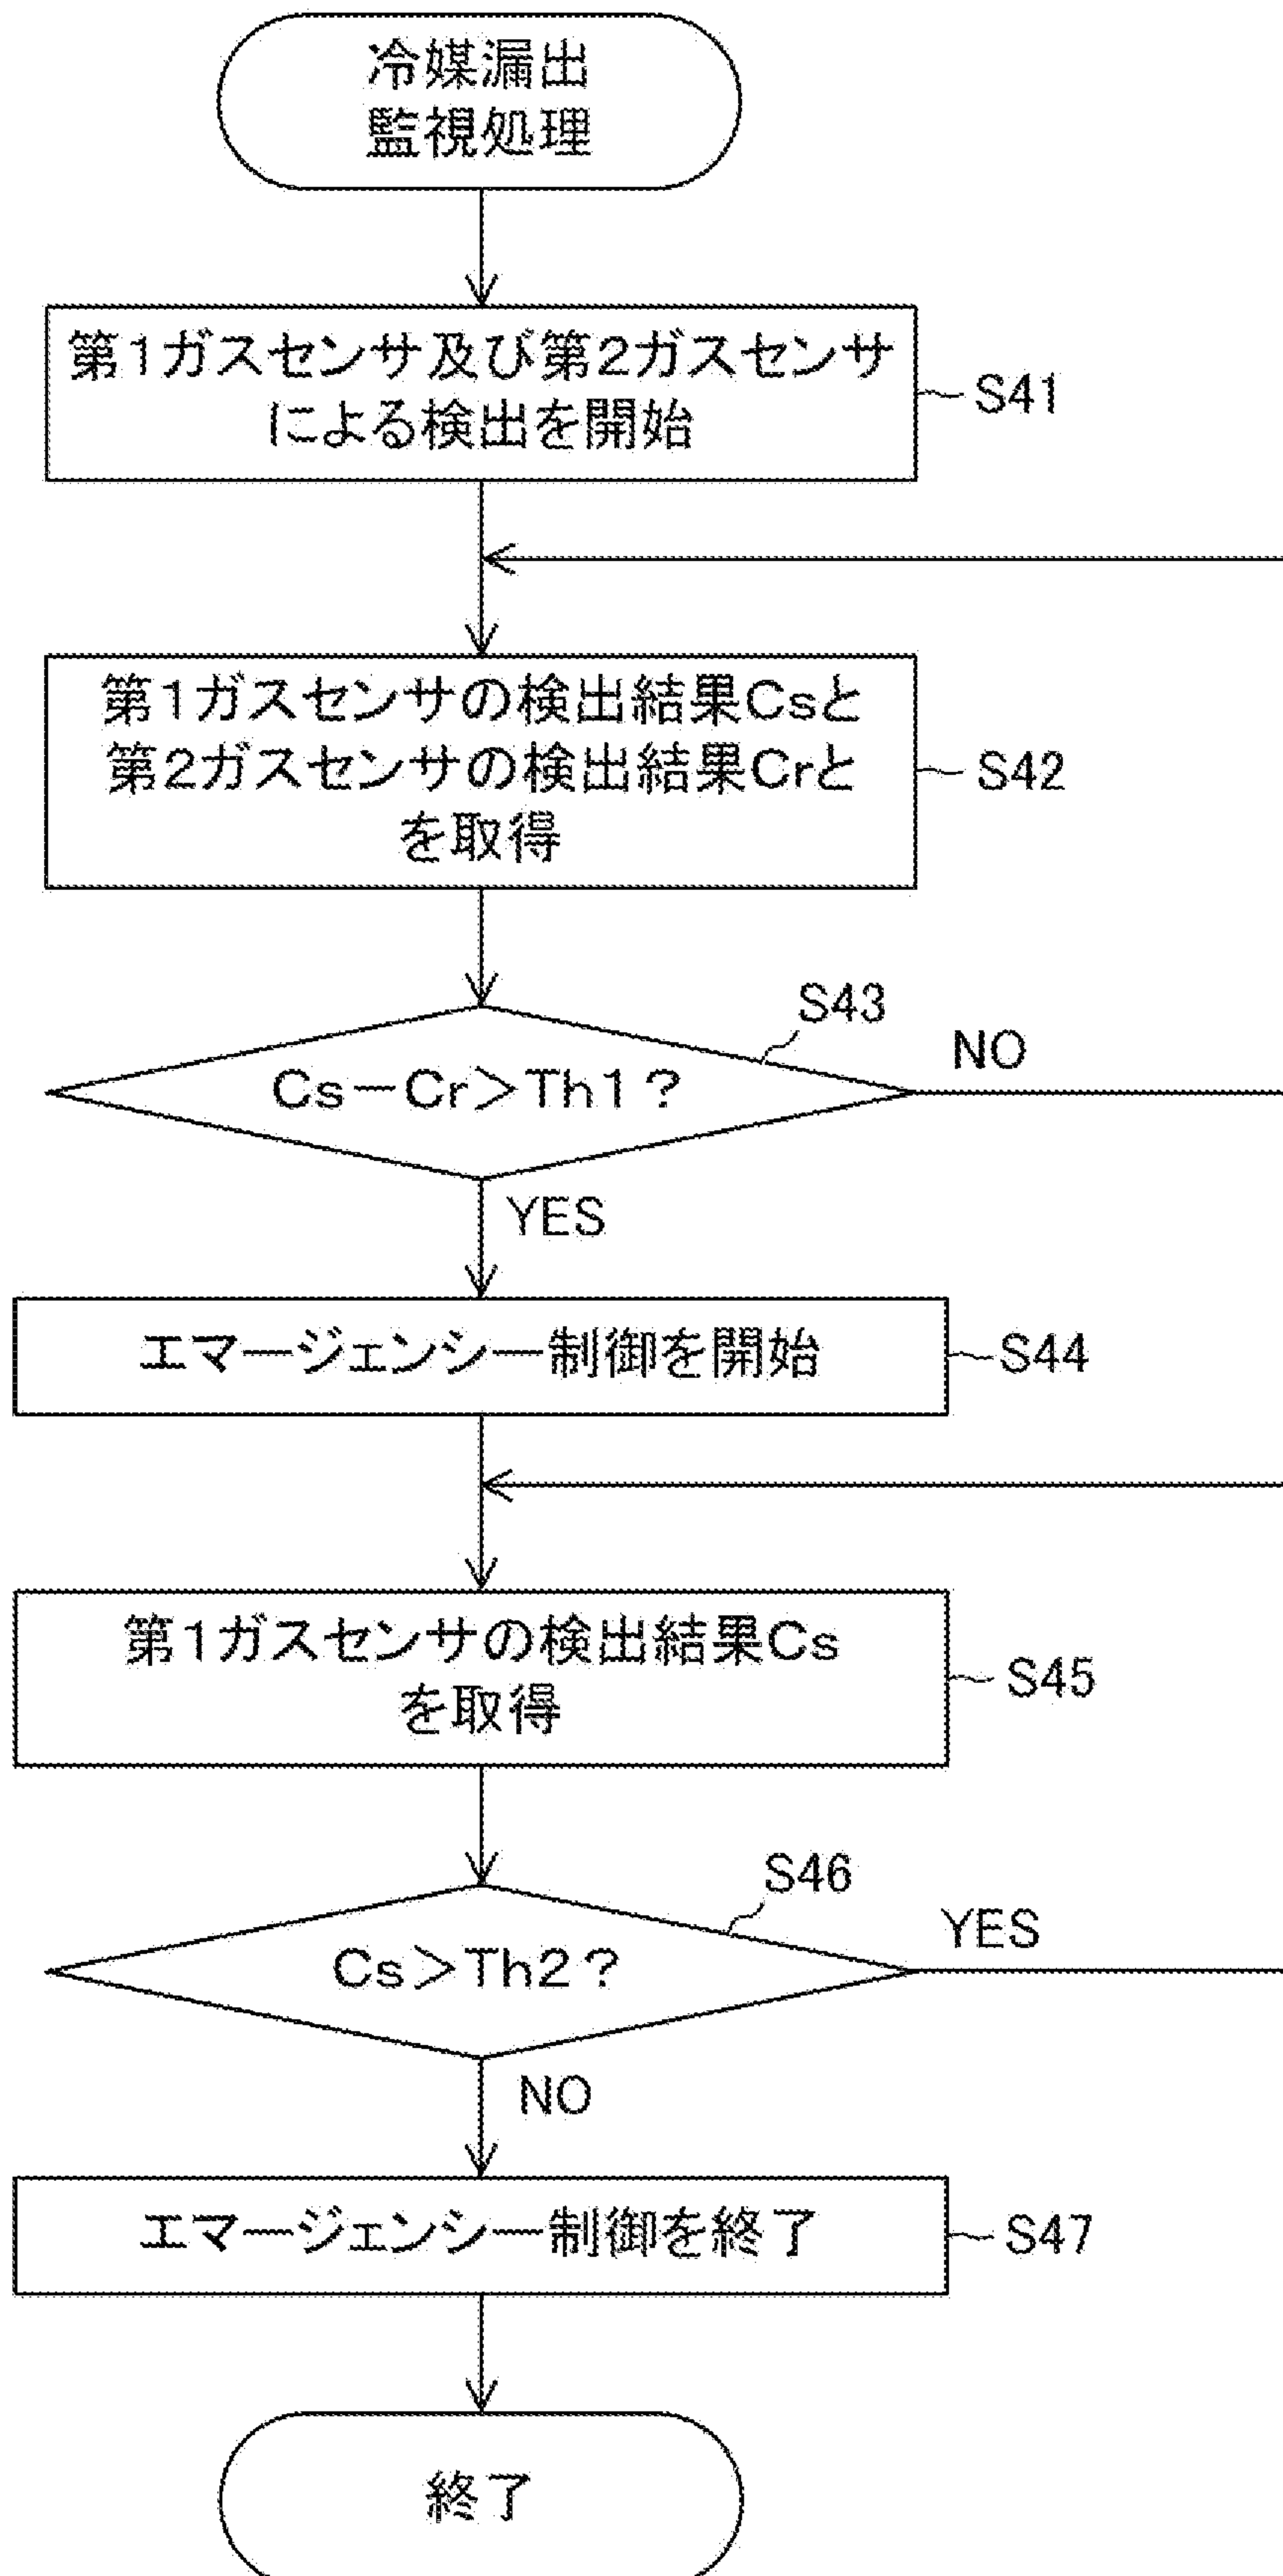 冷媒漏出
監視処理
第1ガスセンサ及び第2ガスセンサ
による検出を開始
S41
第1ガスセンサの検出結果Csと
第2ガスセンサの検出結果Crと
を取得
S42
S43
Cs－Cr＞Th1？
NO
YES
エマージェンシー制御を開始
S44
第1ガスセンサの検出結果Cs
を取得
S45
S46
Cs＞Th2？
YES
NO
エマージェンシー制御を終了
S47
終了